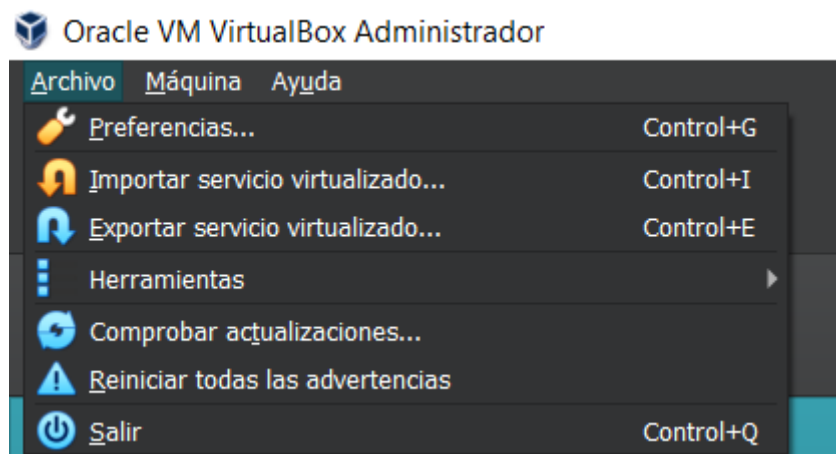 Oracle VM VirtualBox Administrador
Archivo Máquina Ayuda
Preferencias... Control+G
Importar servicio virtualizado... Control+I
Exportar servicio virtualizado... Control+E
Herramientas
Comprobar actualizaciones...
Reiniciar todas las advertencias
Salir Control+Q